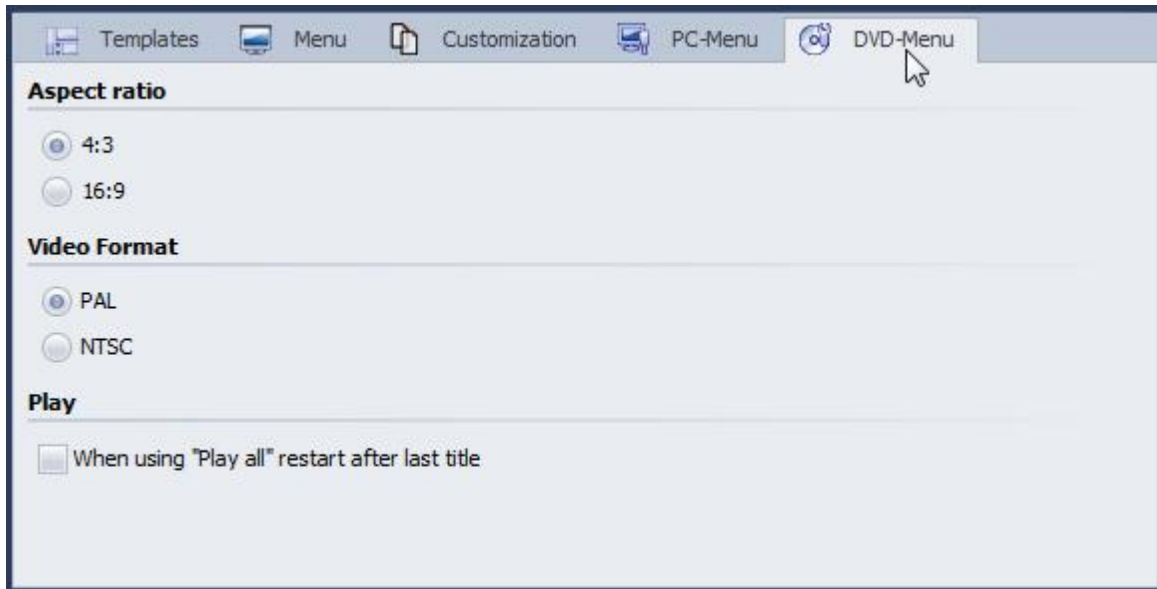 Templates Menu Customization PC-Menu DVD-Menu
Aspect ratio
4:3
16:9
Video Format
PAL
NTSC
Play
When using "Play all" restart after last title